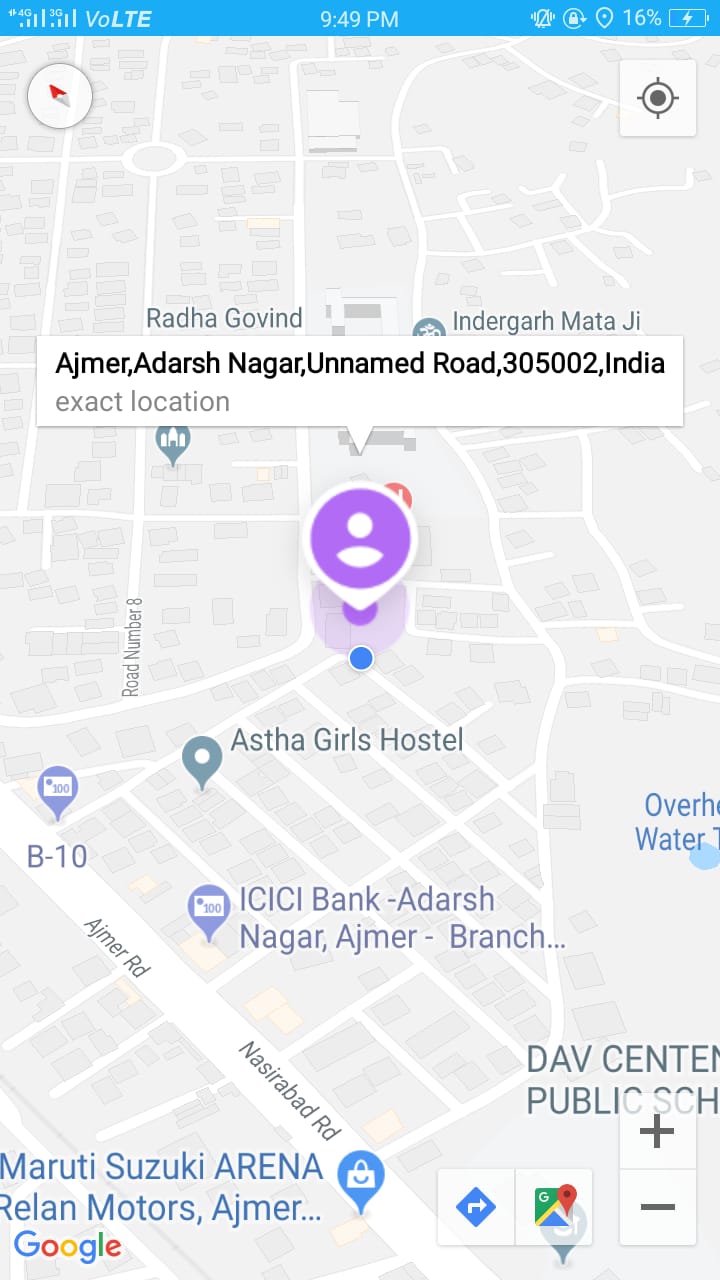 4G 3G VoLTE 9:49 PM 16%
Radha Govind
Indergarh Mata Ji
Ajmer,Adarsh Nagar,Unnamed Road,305002,India
exact location
Road Number 8
Astha Girls Hostel
100
B-10
Overhe
Water T
100
ICICI Bank -Adarsh
Nagar, Ajmer - Branch...
Ajmer Rd
Nasirabad Rd
DAV CENTEN
PUBLIC SCH
Maruti Suzuki ARENA
Relan Motors, Ajmer...
G
Google